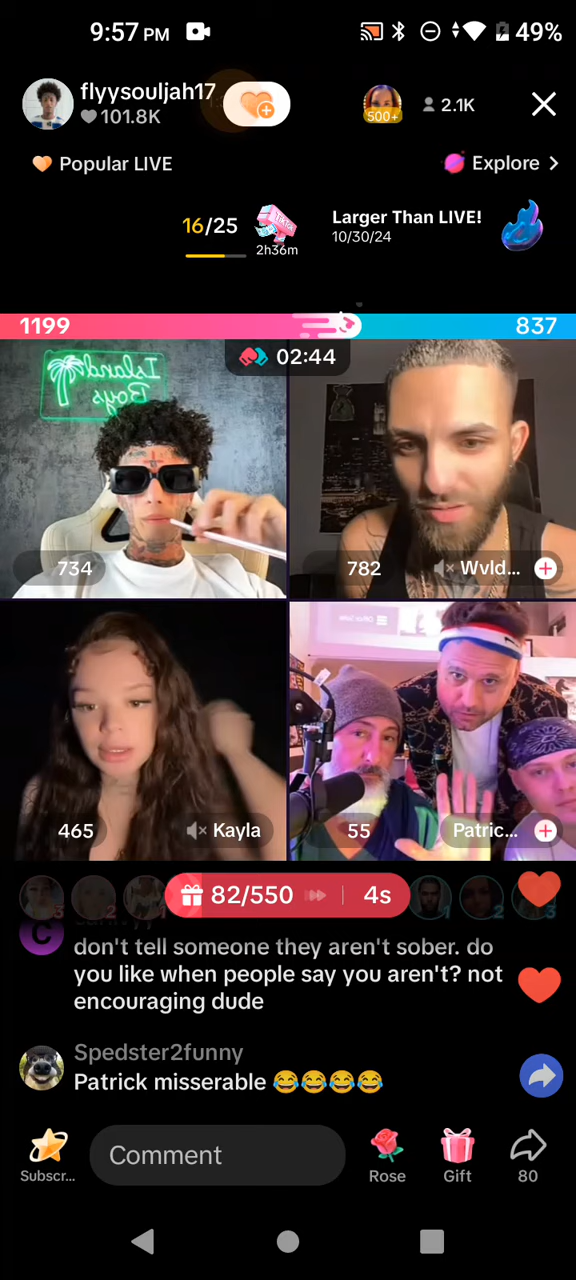 9:57 PM
49%
flyysouljah17
101.8K
500+
2.1K
Popular LIVE
Explore
16/25
TikTok
2h36m
Larger Than LIVE!
10/30/24
1199
837
02:44
Island
Boys
734
782
Wvld...
465
Kayla
55
Patric...
82/550
4s
C
don't tell someone they aren't sober. do
you like when people say you aren't? not
encouraging dude
Spedster2funny
Patrick misserable 😂😂😂😂
Subscr...
Comment
Rose
Gift
80